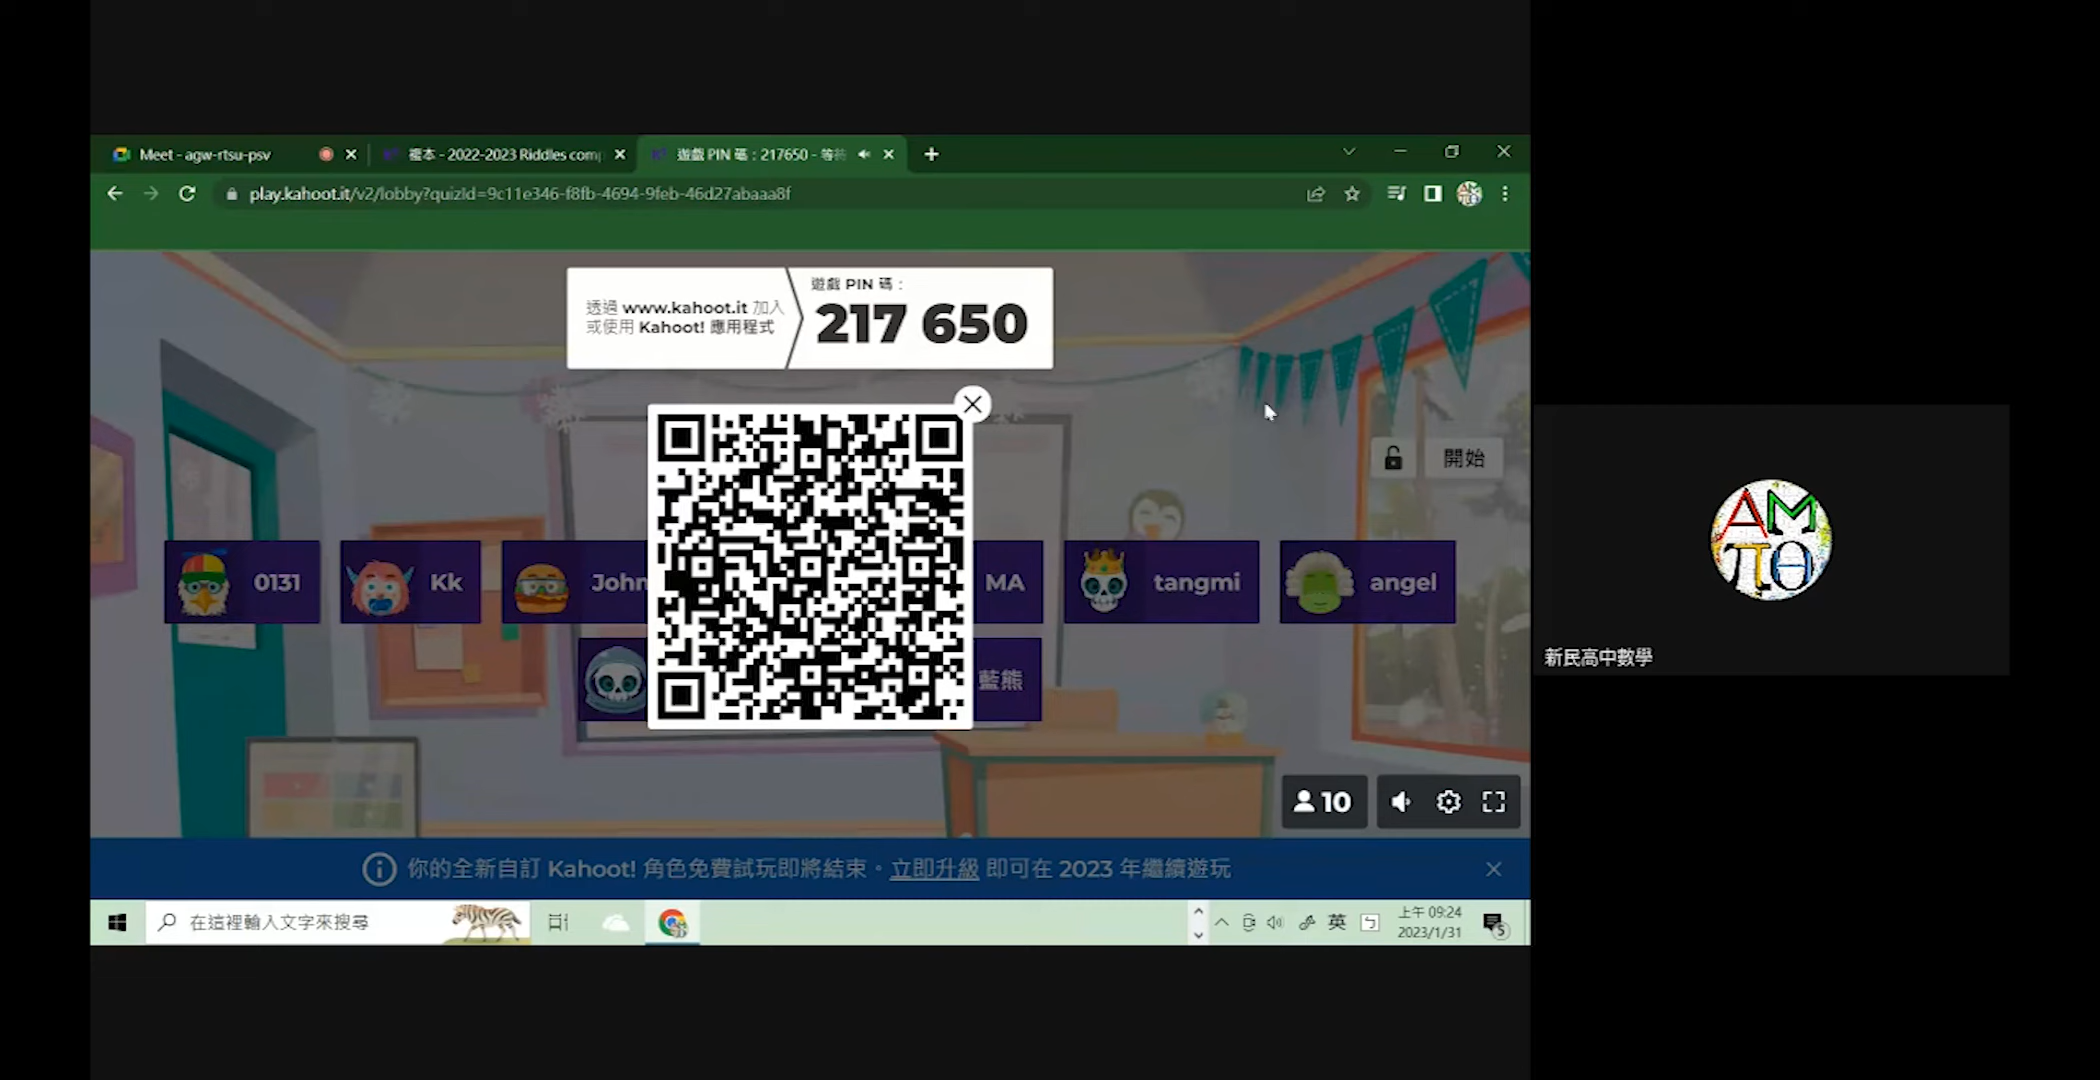 Meet - agw-rtsu-psv
複本 - 2022-2023 Riddles comp
遊戲 PIN 碼：217650 - 等待
play.kahoot.it/v2/lobby?quizId=9c11e346-f8fb-4694-9feb-46d27abaaa8f
透過 www.kahoot.it 加入
或使用 Kahoot! 應用程式
遊戲 PIN 碼：
217 650
開始
0131
Kk
John
MA
tangmi
angel
藍熊
10
AM
πθ
新民高中數學
你的全新自訂 Kahoot! 角色免費試玩即將結束。立即升級 即可在 2023 年繼續遊玩
在這裡輸入文字來搜尋
英
ㄅ
上午 09:24
2023/1/31
5